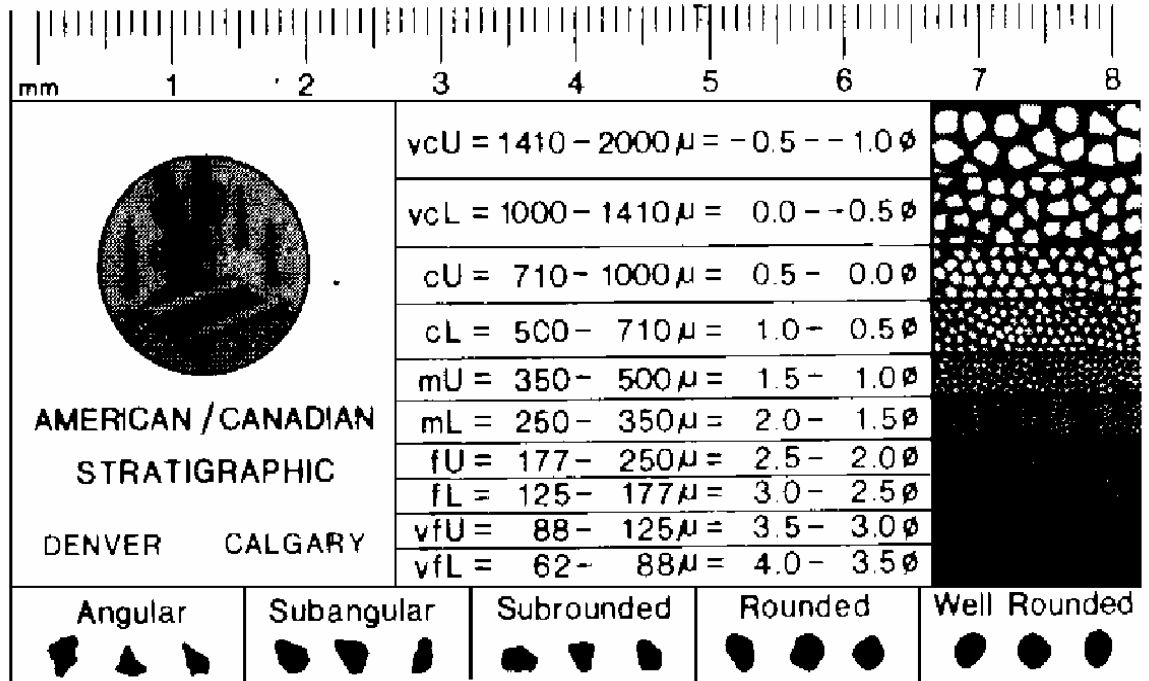 mm 1 2 3 4 5 6 7 8
vcU = 1410 - 2000 µ = -0.5 - -1.0 ø
vcL = 1000 - 1410 µ = 0.0 - -0.5 ø
cU = 710 - 1000 µ = 0.5 - 0.0 ø
cL = 500 - 710 µ = 1.0 - 0.5 ø
mU = 350 - 500 µ = 1.5 - 1.0 ø
mL = 250 - 350 µ = 2.0 - 1.5 ø
fU = 177 - 250 µ = 2.5 - 2.0 ø
fL = 125 - 177 µ = 3.0 - 2.5 ø
vfU = 88 - 125 µ = 3.5 - 3.0 ø
vfL = 62 - 88 µ = 4.0 - 3.5 ø
AMERICAN / CANADIAN
STRATIGRAPHIC
DENVER CALGARY
Angular Subangular Subrounded Rounded Well Rounded